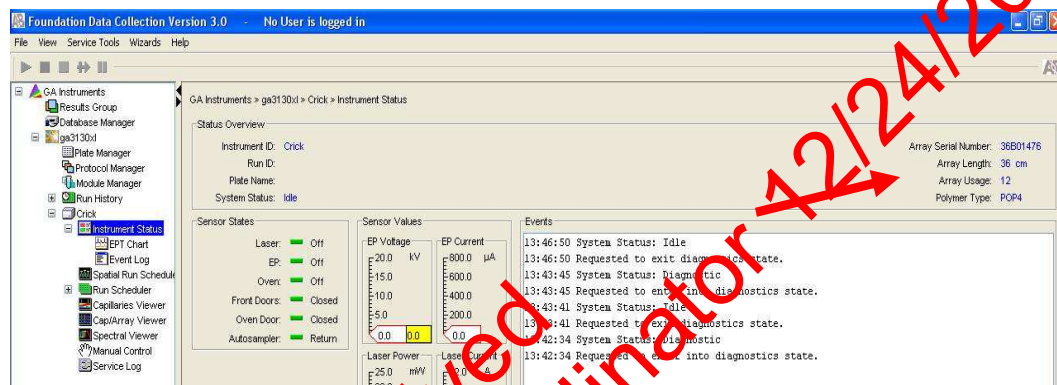 Foundation Data Collection Version 3.0 - No User is logged in
File View Service Tools Wizards Help
GA Instruments
Results Group
Database Manager
ga3130xl
Plate Manager
Protocol Manager
Module Manager
Run History
Crick
Instrument Status
EPT Chart
Event Log
Spatial Run Schedule
Run Scheduler
Capillaries Viewer
Cap/Array Viewer
Spectral Viewer
Manual Control
Service Log
GA Instruments > ga3130xl > Crick > Instrument Status
Status Overview
Instrument ID: Crick
Run ID:
Plate Name:
System Status: Idle
Array Serial Number: 36B01476
Array Length: 36 cm
Array Usage: 12
Polymer Type: POP4
Sensor States
Laser: Off
EP: Off
Oven: Off
Front Doors: Closed
Oven Door: Closed
Autosampler: Return
Sensor Values
EP Voltage
20.0 kV
15.0
10.0
5.0
0.0 0.0
EP Current
800.0 µA
600.0
400.0
200.0
0.0
Laser Power
25.0 mW
Laser Current
A
Events
13:46:50 System Status: Idle
13:46:50 Requested to exit diagnostics state.
13:43:45 System Status: Diagnostic
13:43:45 Requested to enter into diagnostics state.
13:43:41 System Status: Idle
13:43:41 Requested to exit diagnostics state.
13:42:34 System Status: Diagnostic
13:42:34 Requested to enter into diagnostics state.
ved
dinator 12/24/20